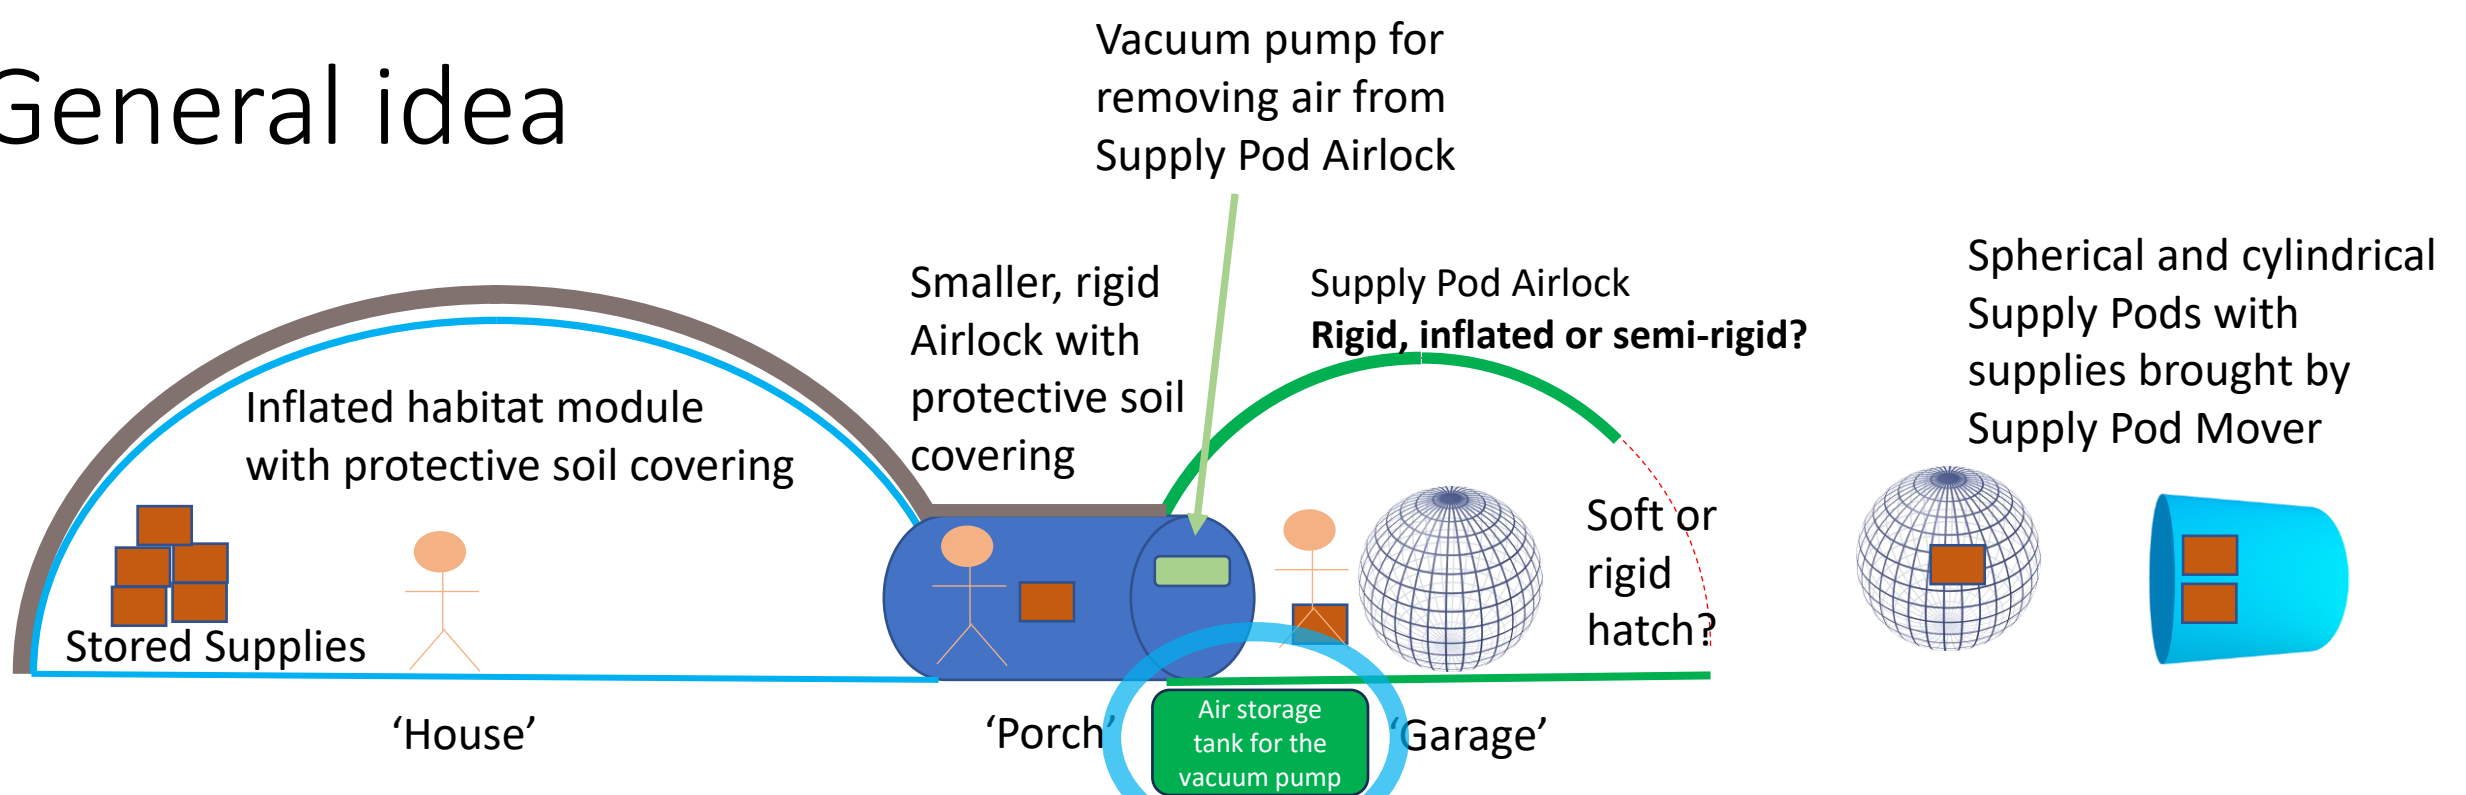 General idea
Vacuum pump for
removing air from
Supply Pod Airlock
Smaller, rigid
Airlock with
protective soil
covering
Supply Pod Airlock
Rigid, inflated or semi-rigid?
Spherical and cylindrical
Supply Pods with
supplies brought by
Supply Pod Mover
Inflated habitat module
with protective soil covering
Soft or
rigid
hatch?
Stored Supplies
‘House’
‘Porch’
Air storage
tank for the
vacuum pump
‘Garage’